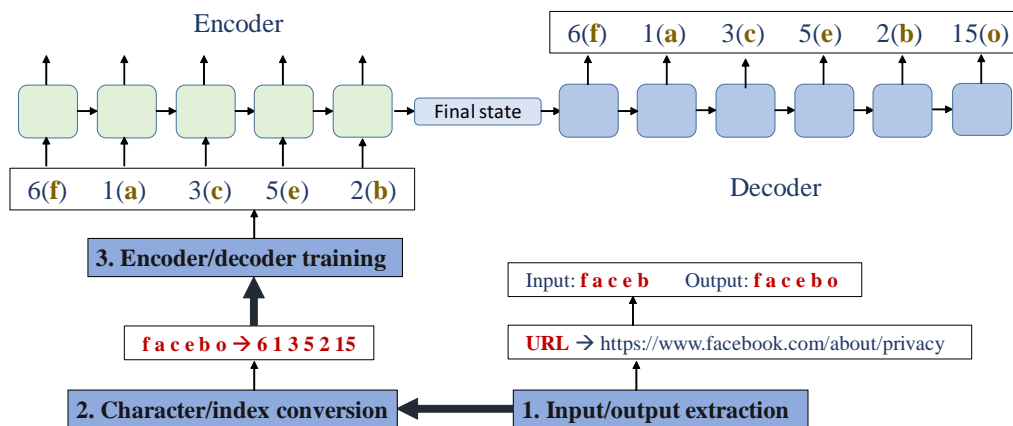 Encoder
6(f) 1(a) 3(c) 5(e) 2(b) 15(o)
Final state
6(f) 1(a) 3(c) 5(e) 2(b)
Decoder
3. Encoder/decoder training
Input: f a c e b Output: f a c e b o
f a c e b o → 6 1 3 5 2 15
URL → https://www.facebook.com/about/privacy
2. Character/index conversion
1. Input/output extraction